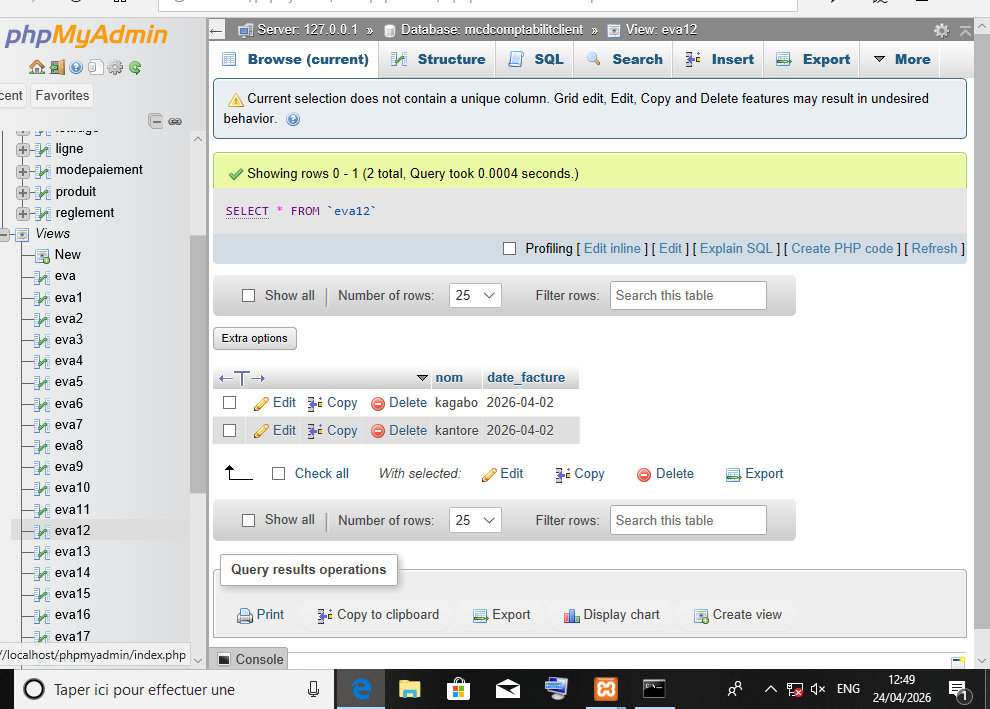 phpMyAdmin
Server: 127.0.0.1 » Database: mcdcomptabilitclient » View: eva12
Browse (current) Structure SQL Search Insert Export More
cent Favorites
Current selection does not contain a unique column. Grid edit, Edit, Copy and Delete features may result in undesired
behavior.
ligne
modepaiement
produit
reglement
Views
New
eva
eva1
eva2
eva3
eva4
eva5
eva6
eva7
eva8
eva9
eva10
eva11
eva12
eva13
eva14
eva15
eva16
eva17
//localhost/phpmyadmin/index.php
Showing rows 0 - 1 (2 total, Query took 0.0004 seconds.)
SELECT * FROM `eva12`
Profiling [ Edit inline ] [ Edit ] [ Explain SQL ] [ Create PHP code ] [ Refresh ]
Show all Number of rows: 25 Filter rows: Search this table
Extra options
←T→ nom date_facture
Edit Copy Delete kagabo 2026-04-02
Edit Copy Delete kantore 2026-04-02
Check all With selected: Edit Copy Delete Export
Show all Number of rows: 25 Filter rows: Search this table
Query results operations
Print Copy to clipboard Export Display chart Create view
Console
Taper ici pour effectuer une
ENG
12:49
24/04/2026
1